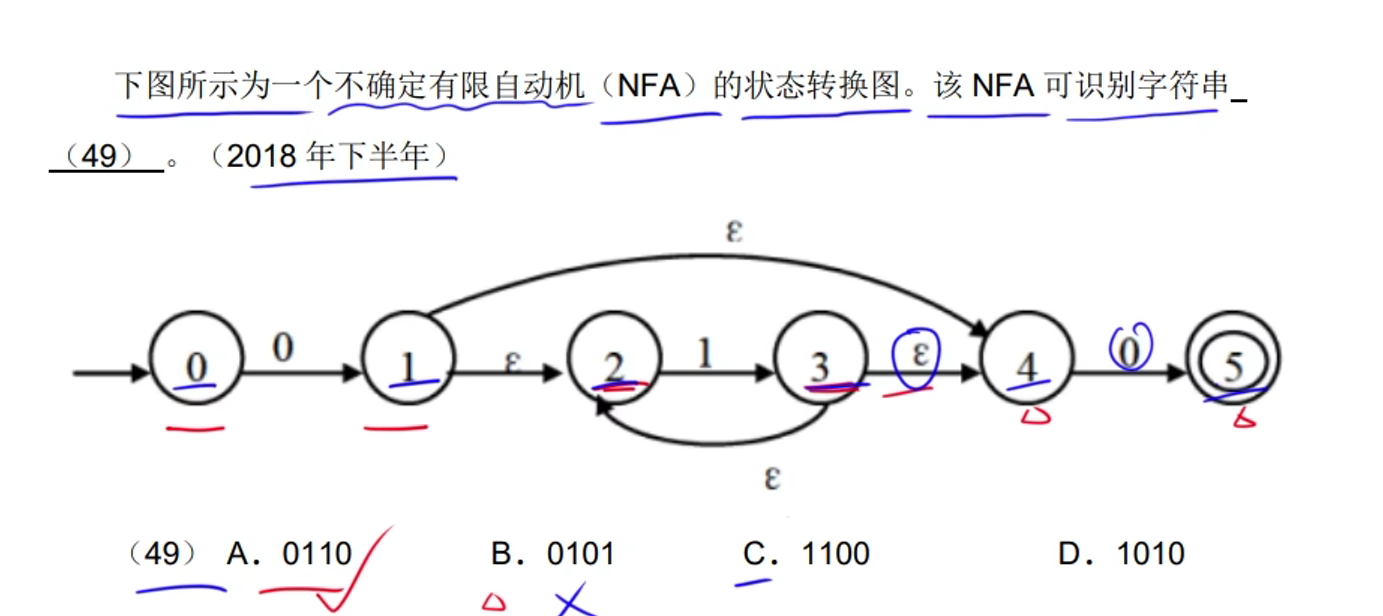 下图所示为一个不确定有限自动机（NFA）的状态转换图。该 NFA 可识别字符串
（49） 。（2018 年下半年）
ε
0 0 1 ε 2 1 3 ε 4 0 5
ε
（49） A．0110 B．0101 C．1100 D．1010